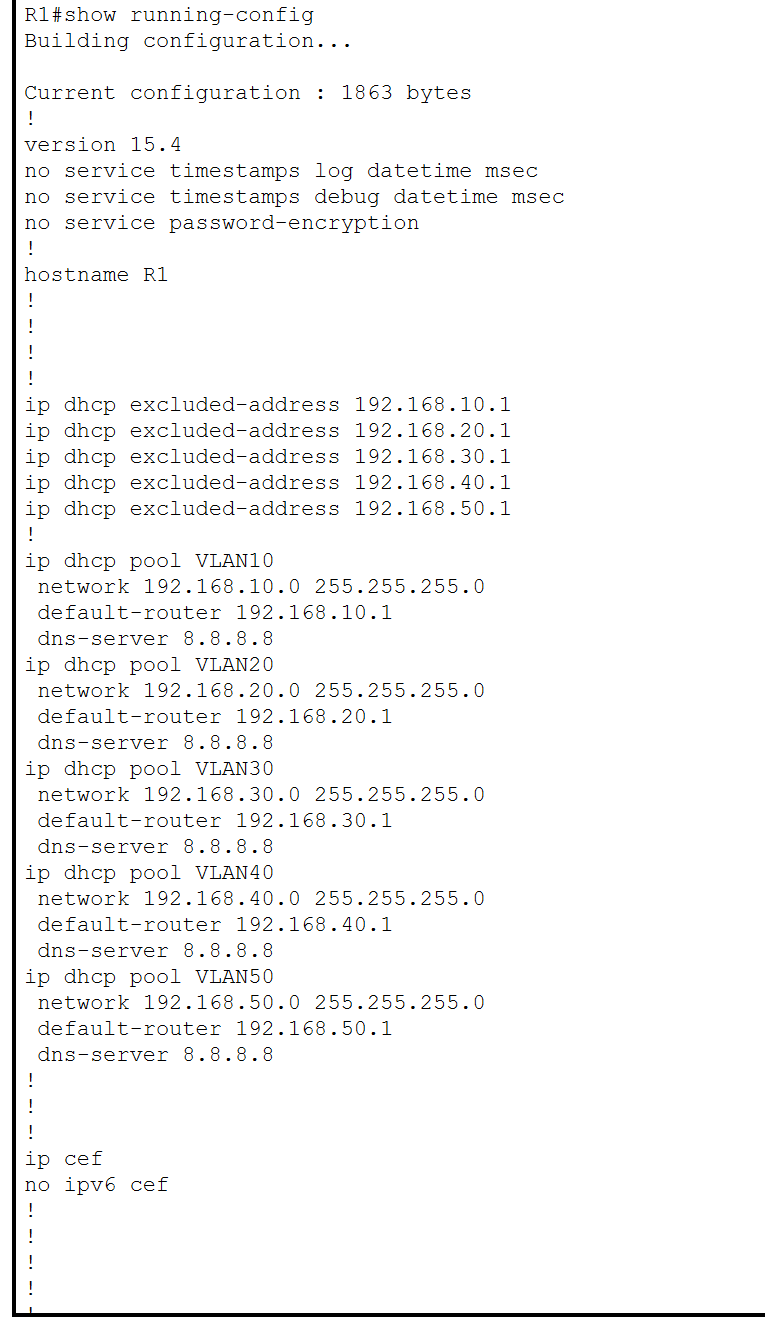 R1#show running-config
Building configuration...
Current configuration : 1863 bytes
!
version 15.4
no service timestamps log datetime msec
no service timestamps debug datetime msec
no service password-encryption
!
hostname R1
!
!
!
!
ip dhcp excluded-address 192.168.10.1
ip dhcp excluded-address 192.168.20.1
ip dhcp excluded-address 192.168.30.1
ip dhcp excluded-address 192.168.40.1
ip dhcp excluded-address 192.168.50.1
!
ip dhcp pool VLAN10
 network 192.168.10.0 255.255.255.0
 default-router 192.168.10.1
 dns-server 8.8.8.8
ip dhcp pool VLAN20
 network 192.168.20.0 255.255.255.0
 default-router 192.168.20.1
 dns-server 8.8.8.8
ip dhcp pool VLAN30
 network 192.168.30.0 255.255.255.0
 default-router 192.168.30.1
 dns-server 8.8.8.8
ip dhcp pool VLAN40
 network 192.168.40.0 255.255.255.0
 default-router 192.168.40.1
 dns-server 8.8.8.8
ip dhcp pool VLAN50
 network 192.168.50.0 255.255.255.0
 default-router 192.168.50.1
 dns-server 8.8.8.8
!
!
!
ip cef
no ipv6 cef
!
!
!
!
!